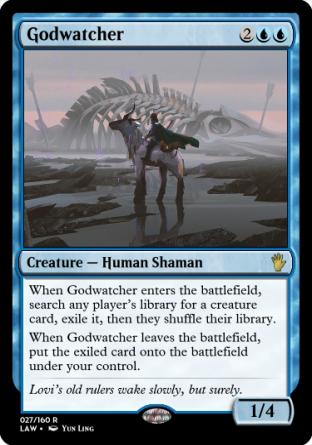 Godwatcher 2
Creature — Human Shaman
When Godwatcher enters the battlefield,
search any player's library for a creature
card, exile it, then they shuffle their library.
When Godwatcher leaves the battlefield,
put the exiled card onto the battlefield
under your control.
Lovi's old rulers wake slowly, but surely.
1/4
027/160 R
LAW • Yun Ling